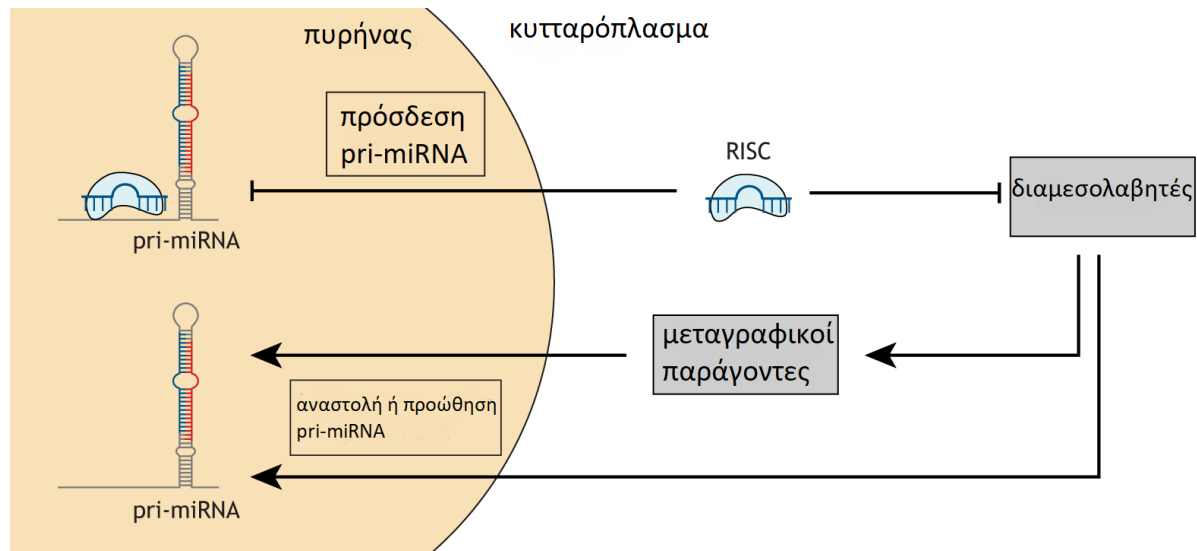 πυρήνας
κυτταρόπλασμα
πρόσδεση
pri-miRNA
RISC
διαμεσολαβητές
pri-miRNA
μεταγραφικοί
παράγοντες
αναστολή ή προώθηση
pri-miRNA
pri-miRNA